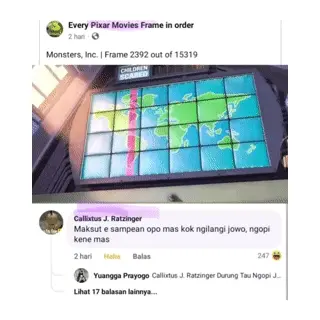 Every Pixar Movies Frame in order
2 hari
Monsters, Inc. | Frame 2392 out of 15319
CHILDREN
SCARED
Callixtus J. Ratzinger
Maksut e sampean opo mas kok ngilangi jowo, ngopi
kene mas
2 hari Haha Balas 247
Yuangga Prayogo Callixtus J. Ratzinger Durung Tau Ngopi J...
Lihat 17 balasan lainnya...